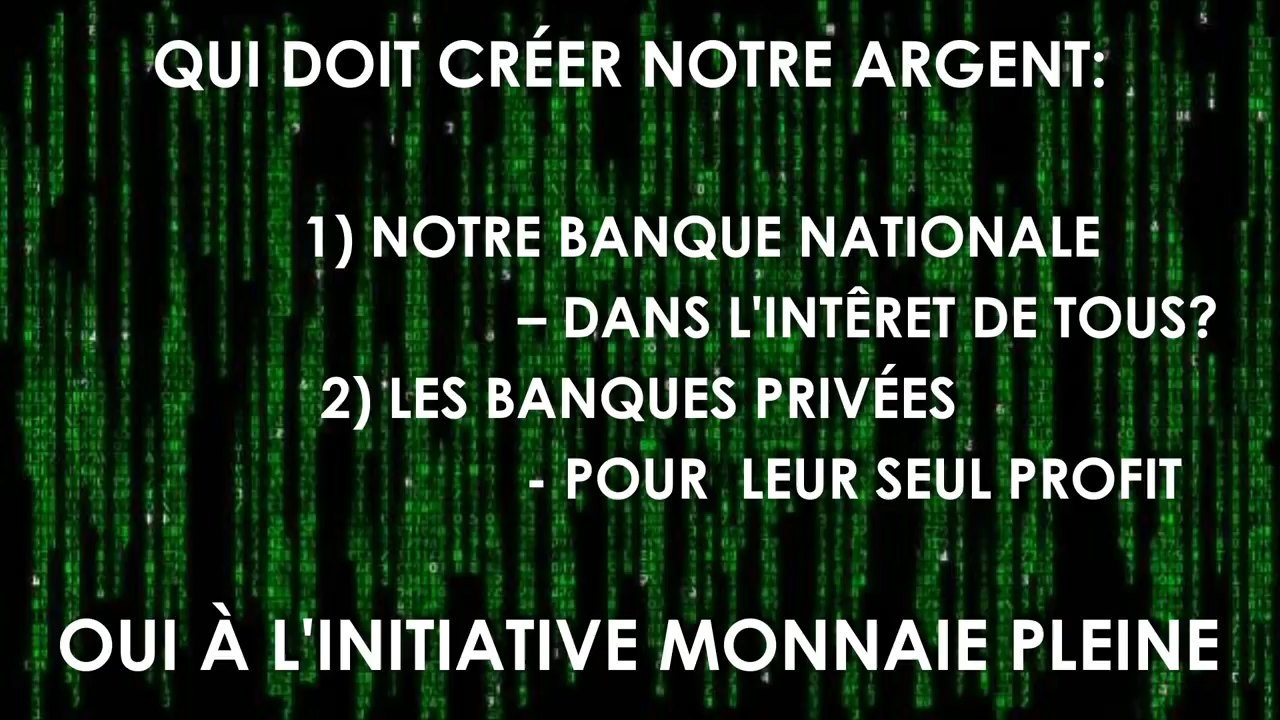 QUI DOIT CRÉER NOTRE ARGENT:
1) NOTRE BANQUE NATIONALE
– DANS L'INTÊRET DE TOUS?
2) LES BANQUES PRIVÉES
- POUR LEUR SEUL PROFIT
OUI À L'INITIATIVE MONNAIE PLEINE